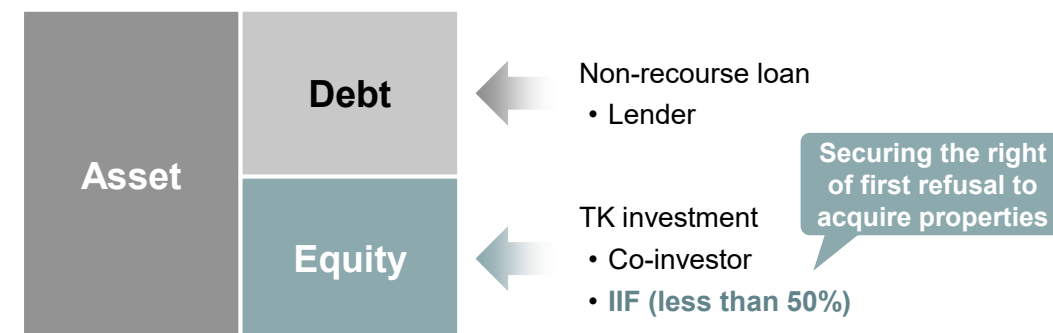 Asset
Debt
Equity
Non-recourse loan
• Lender
Securing the right
of first refusal to
acquire properties
TK investment
• Co-investor
• IIF (less than 50%)